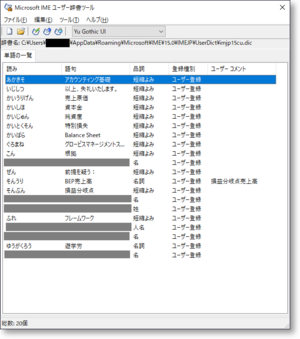 Microsoft IME ユーザー辞書ツール
ファイル(F) 編集(E) ツール(T) ヘルプ(H)
Yu Gothic UI
辞書名: C:¥Users¥ ¥AppData¥Roaming¥Microsoft¥IME¥15.0¥IMEJP¥UserDict¥imjp15cu.dic
単語の一覧
読み 語句 品詞 登録種別 ユーザー コメント
あかきそ アカウンティング基礎 短縮よみ ユーザー登録
いじしつ 以上、失礼いたします。 短縮よみ ユーザー登録
かいうりげん 売上原価 短縮よみ ユーザー登録
かいしほ 資本金 短縮よみ ユーザー登録
かいじゅん 純資産 短縮よみ ユーザー登録
かいとくそん 特別損失 短縮よみ ユーザー登録
かいばら Balance Sheet 短縮よみ ユーザー登録
ぐろまね グロービスマネージメントス... 短縮よみ ユーザー登録
こん 根拠 短縮よみ ユーザー登録
名 ユーザー登録
ぜん 前提を疑う： 短縮よみ ユーザー登録
そんうり BEP売上高 名詞 ユーザー登録 損益分岐点売上高
そんぶん 損益分岐点 短縮よみ ユーザー登録
名 ユーザー登録
姓 ユーザー登録
ふれ フレームワーク 短縮よみ ユーザー登録
人名 ユーザー登録
名 ユーザー登録
ゆうがくろう 遊学労 名詞 ユーザー登録
名 ユーザー登録
総数: 20個